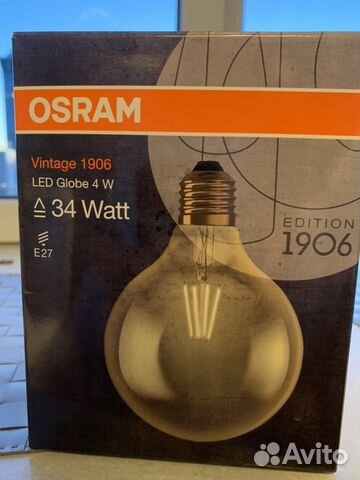 OSRAM
Vintage 1906
LED Globe 4 W
≙ 34 Watt
E27
EDITION
1906
Avito